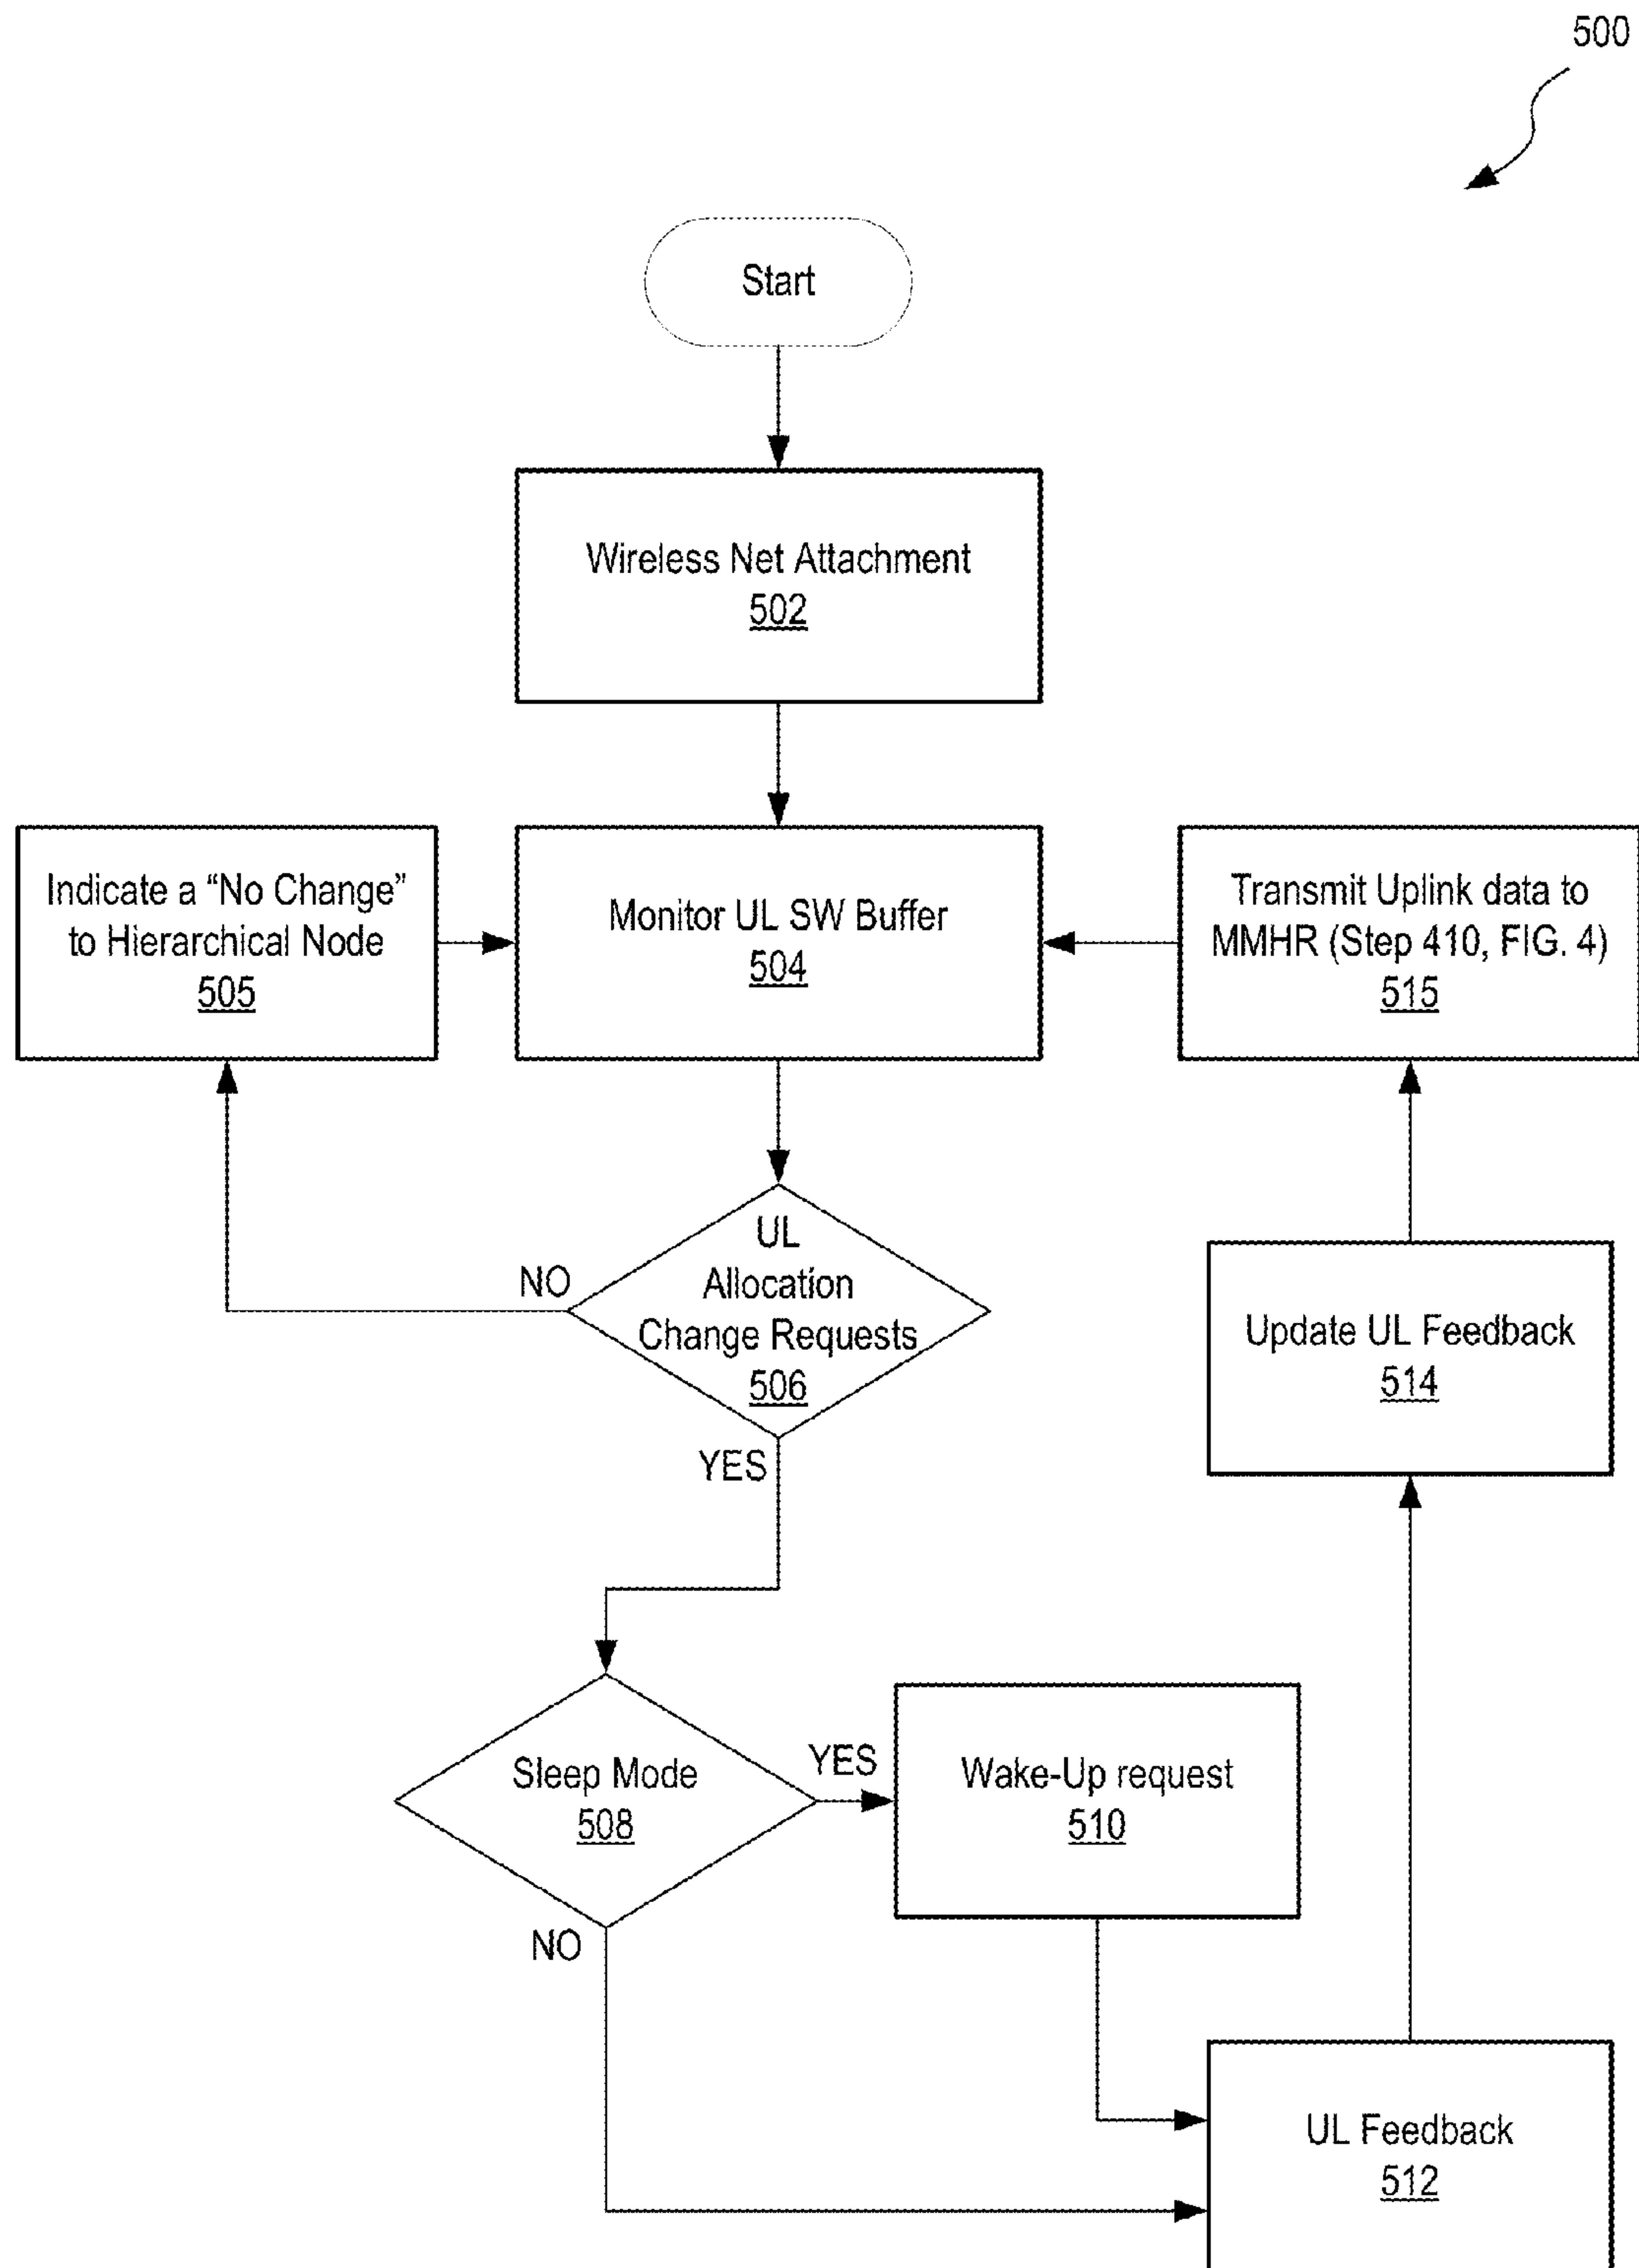 500
Start
Wireless Net Attachment
502
Indicate a “No Change”
to Hierarchical Node
505
Monitor UL SW Buffer
504
Transmit Uplink data to
MMHR (Step 410, FIG. 4)
515
UL
Allocation
Change Requests
506
NO
YES
Update UL Feedback
514
Sleep Mode
508
YES
NO
Wake-Up request
510
UL Feedback
512